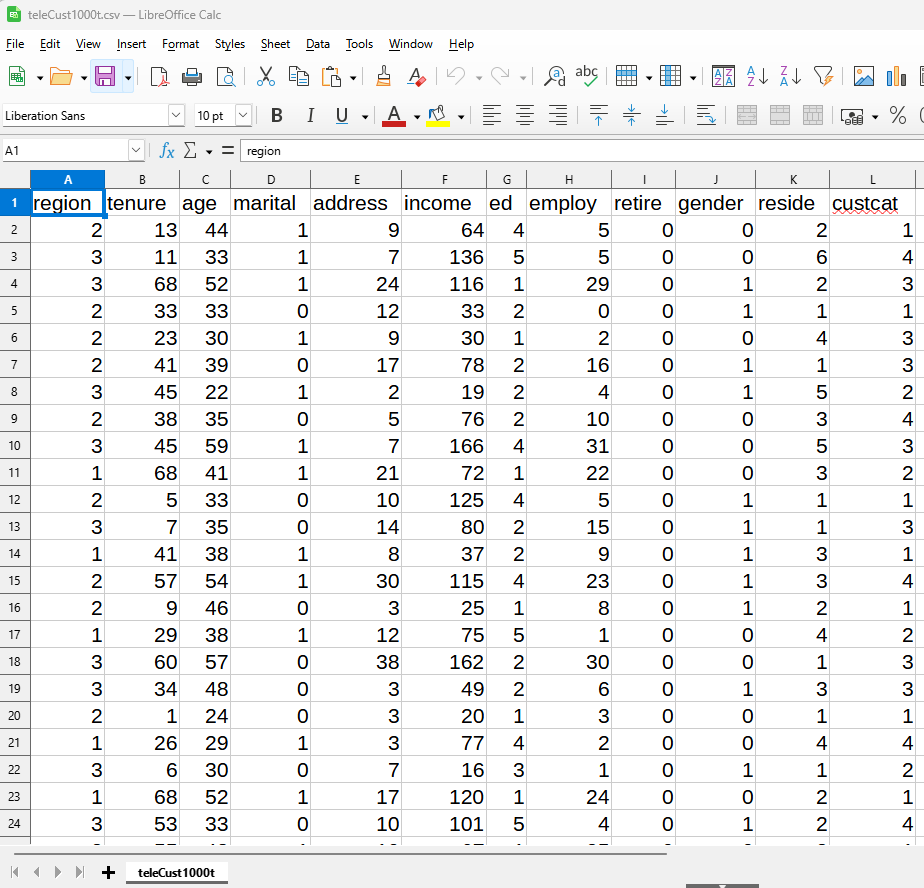 teleCust1000t.csv — LibreOffice Calc
File Edit View Insert Format Styles Sheet Data Tools Window Help
Liberation Sans 10 pt B I U A %
A1 fx Σ = region
A B C D E F G H I J K L
1 region tenure age marital address income ed employ retire gender reside custcat
2 2 13 44 1 9 64 4 5 0 0 2 1
3 3 11 33 1 7 136 5 5 0 0 6 4
4 3 68 52 1 24 116 1 29 0 1 2 3
5 2 33 33 0 12 33 2 0 0 1 1 1
6 2 23 30 1 9 30 1 2 0 0 4 3
7 2 41 39 0 17 78 2 16 0 1 1 3
8 3 45 22 1 2 19 2 4 0 1 5 2
9 2 38 35 0 5 76 2 10 0 0 3 4
10 3 45 59 1 7 166 4 31 0 0 5 3
11 1 68 41 1 21 72 1 22 0 0 3 2
12 2 5 33 0 10 125 4 5 0 1 1 1
13 3 7 35 0 14 80 2 15 0 1 1 3
14 1 41 38 1 8 37 2 9 0 1 3 1
15 2 57 54 1 30 115 4 23 0 1 3 4
16 2 9 46 0 3 25 1 8 0 1 2 1
17 1 29 38 1 12 75 5 1 0 0 4 2
18 3 60 57 0 38 162 2 30 0 0 1 3
19 3 34 48 0 3 49 2 6 0 1 3 3
20 2 1 24 0 3 20 1 3 0 0 1 1
21 1 26 29 1 3 77 4 2 0 0 4 4
22 3 6 30 0 7 16 3 1 0 1 1 2
23 1 68 52 1 17 120 1 24 0 0 2 1
24 3 53 33 0 10 101 5 4 0 1 2 4
teleCust1000t